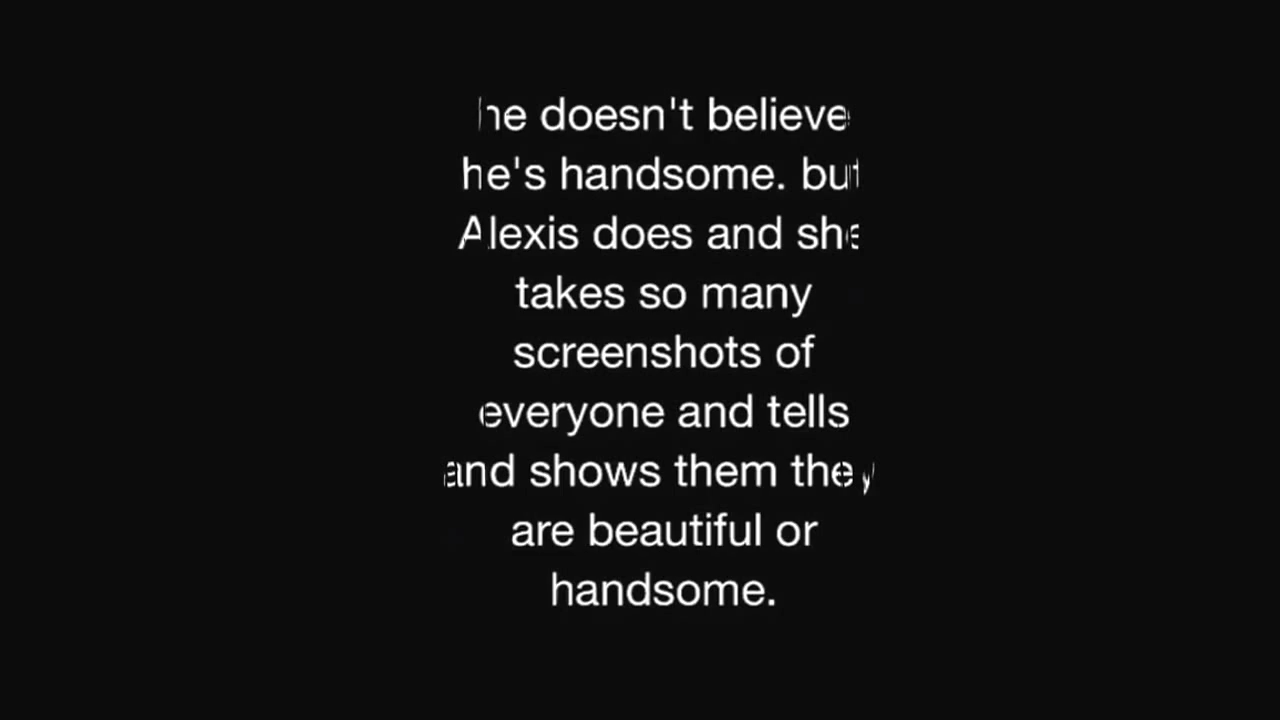 he doesn't believe
he's handsome. but
Alexis does and she
takes so many
screenshots of
everyone and tells
and shows them they
are beautiful or
handsome.